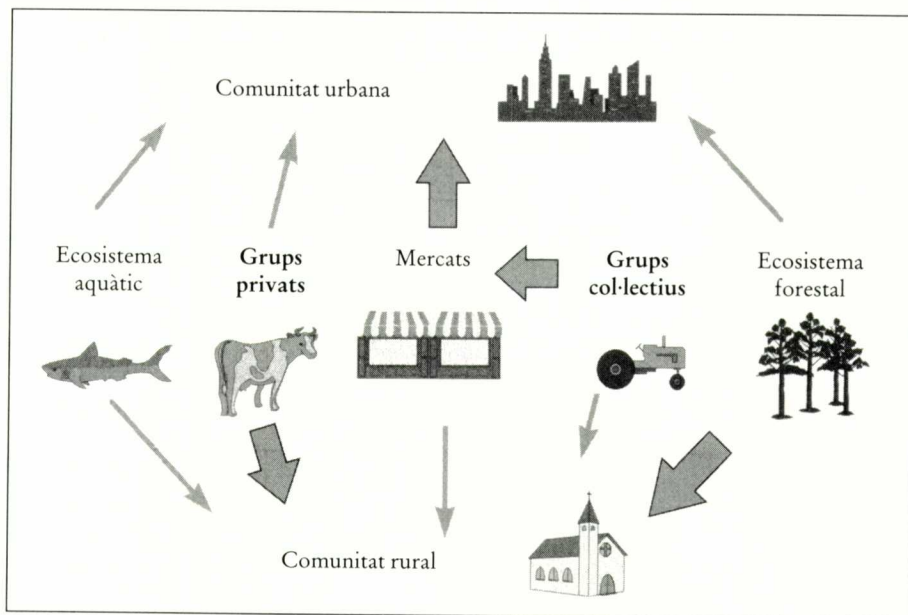 Comunitat urbana
Ecosistema
aquàtic
Grups
privats
Mercats
Grups
col·lectius
Ecosistema
forestal
Comunitat rural